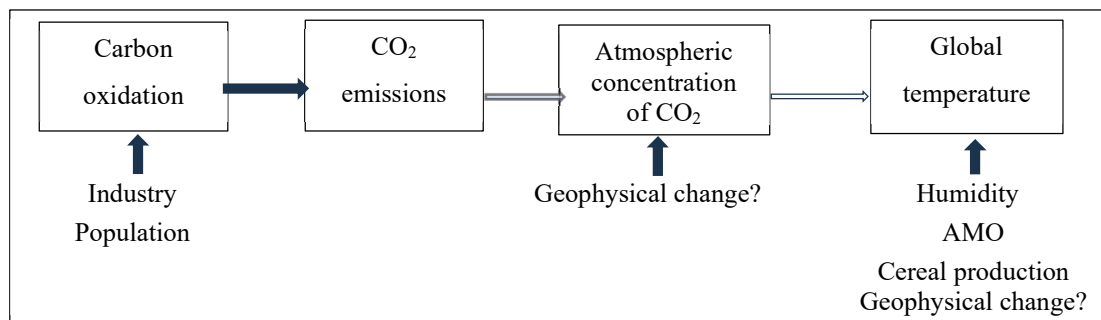 Carbon
oxidation
CO₂
emissions
Atmospheric
concentration
of CO₂
Global
temperature
Industry
Population
Geophysical change?
Humidity
AMO
Cereal production
Geophysical change?